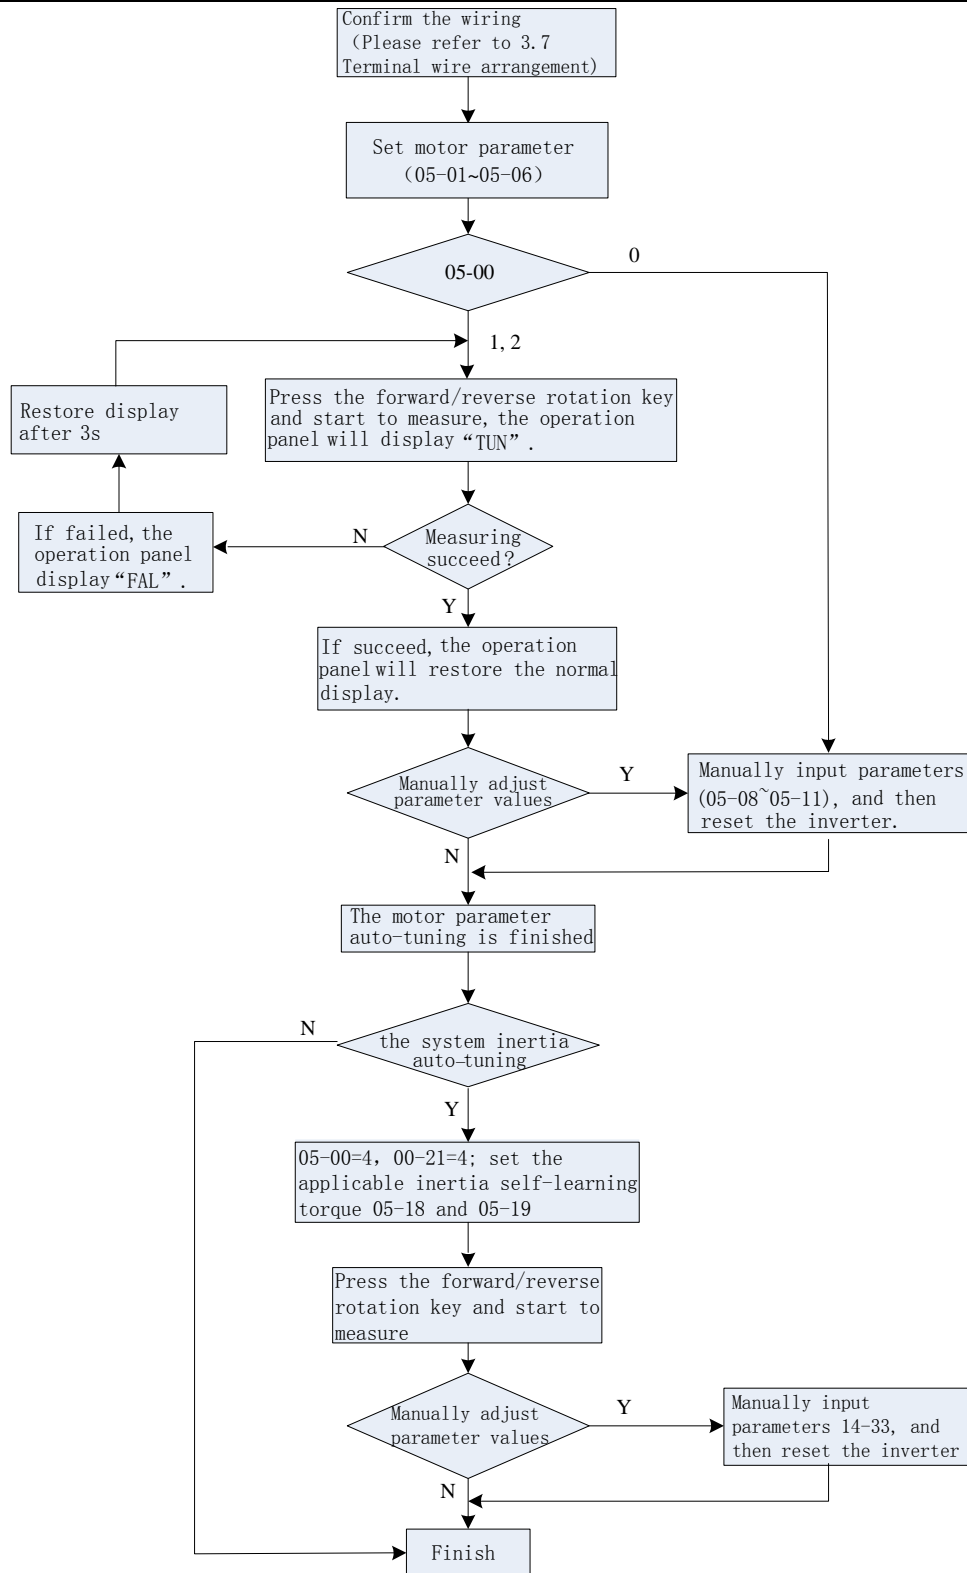 Confirm the wiring
(Please refer to 3.7
Terminal wire arrangement)
Set motor parameter
(05-01~05-06)
05-00
0
1, 2
Press the forward/reverse rotation key
and start to measure, the operation
panel will display “TUN”.
Restore display
after 3s
If failed, the
operation panel
display “FAL”.
N
Measuring
succeed?
Y
If succeed, the operation
panel will restore the normal
display.
Manually adjust
parameter values
Y
Manually input parameters
(05-08~05-11), and then
reset the inverter.
N
The motor parameter
auto-tuning is finished
N
the system inertia
auto-tuning
Y
05-00=4, 00-21=4; set the
applicable inertia self-learning
torque 05-18 and 05-19
Press the forward/reverse
rotation key and start to
measure
Manually adjust
parameter values
Y
Manually input
parameters 14-33, and
then reset the inverter
N
Finish